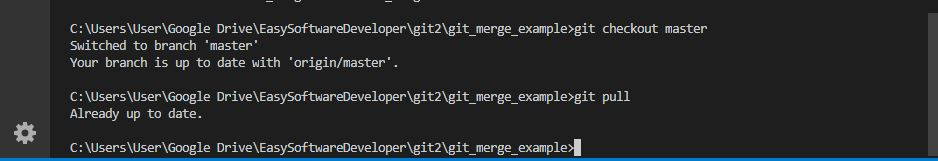 C:\Users\User\Google Drive\EasySoftwareDeveloper\git2\git_merge_example>git checkout master
Switched to branch 'master'
Your branch is up to date with 'origin/master'.
C:\Users\User\Google Drive\EasySoftwareDeveloper\git2\git_merge_example>git pull
Already up to date.
C:\Users\User\Google Drive\EasySoftwareDeveloper\git2\git_merge_example>